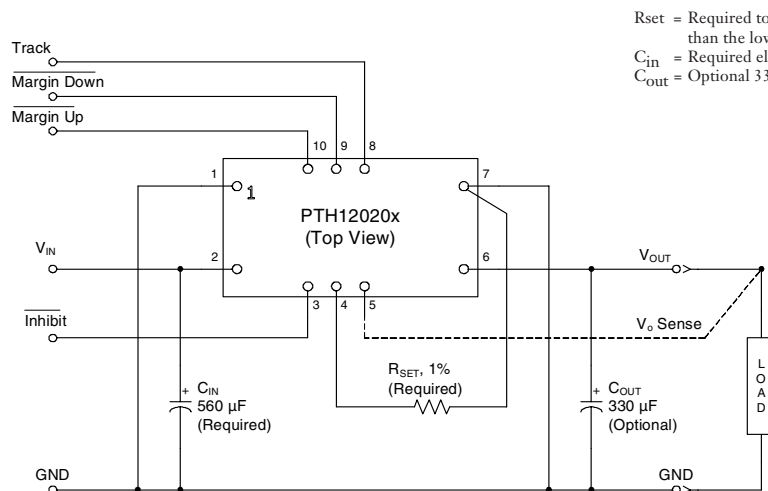 Rset = Required to
than the low
Cin = Required el
Cout = Optional 33
Track
Margin Down
Margin Up
10 9 8
1
1
7
PTH12020x
(Top View)
VIN
2
6
VOUT
3 4 5
Inhibit
Vo Sense
RSET, 1%
(Required)
+ CIN
560 µF
(Required)
+ COUT
330 µF
(Optional)
L
O
A
D
GND
GND